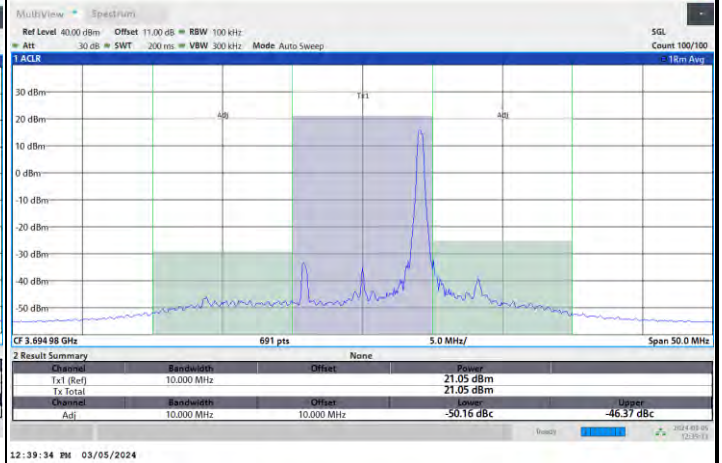 MultiView Spectrum
Ref Level 40.00 dBm Offset 11.00 dB RBW 100 kHz SGL
Att 30 dB SWT 200 ms VBW 300 kHz Mode Auto Sweep Count 100/100
1 ACLR 1Rm Avg
30 dBm
Tx1
20 dBm Adj Adj
10 dBm
0 dBm
-10 dBm
-20 dBm
-30 dBm
-40 dBm
-50 dBm
CF 3.694 98 GHz 691 pts 5.0 MHz/ Span 50.0 MHz
2 Result Summary None
Channel Bandwidth Offset Power
Tx1 (Ref) 10.000 MHz 21.05 dBm
Tx Total 21.05 dBm
Channel Bandwidth Offset Lower Upper
Adj 10.000 MHz 10.000 MHz -50.16 dBc -46.37 dBc
Ready 2024-03-05
12:39:33
12:39:34 PM 03/05/2024